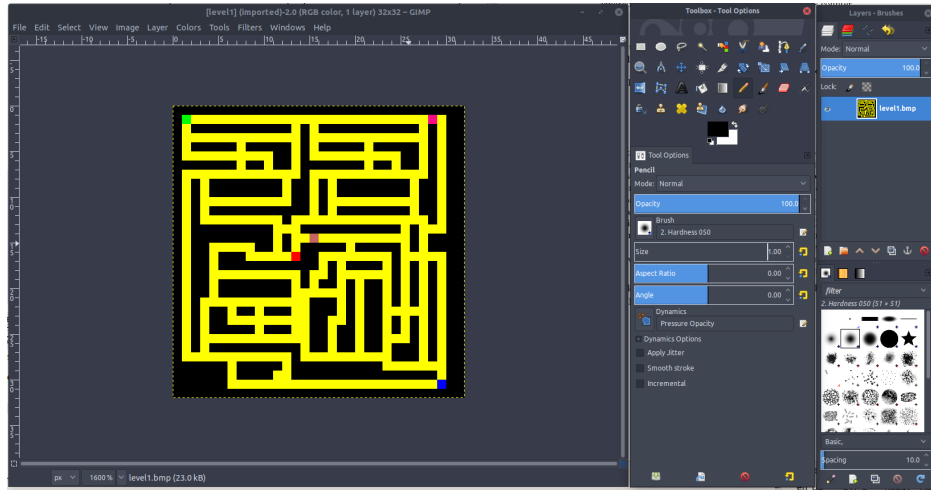 [level1] (imported)-2.0 (RGB color, 1 layer) 32x32 – GIMP
File Edit Select View Image Layer Colors Tools Filters Windows Help
px 1600 % level1.bmp (23.0 kB)
Toolbox - Tool Options
Tool Options
Pencil
Mode: Normal
Opacity 100.0
Brush
2. Hardness 050
Size 1.00
Aspect Ratio 0.00
Angle 0.00
Dynamics
Pressure Opacity
Dynamics Options
Apply Jitter
Smooth stroke
Incremental
Layers - Brushes
Mode: Normal
Opacity 100.0
Lock:
level1.bmp
filter
2. Hardness 050 (51 × 51)
Basic,
Spacing 10.0